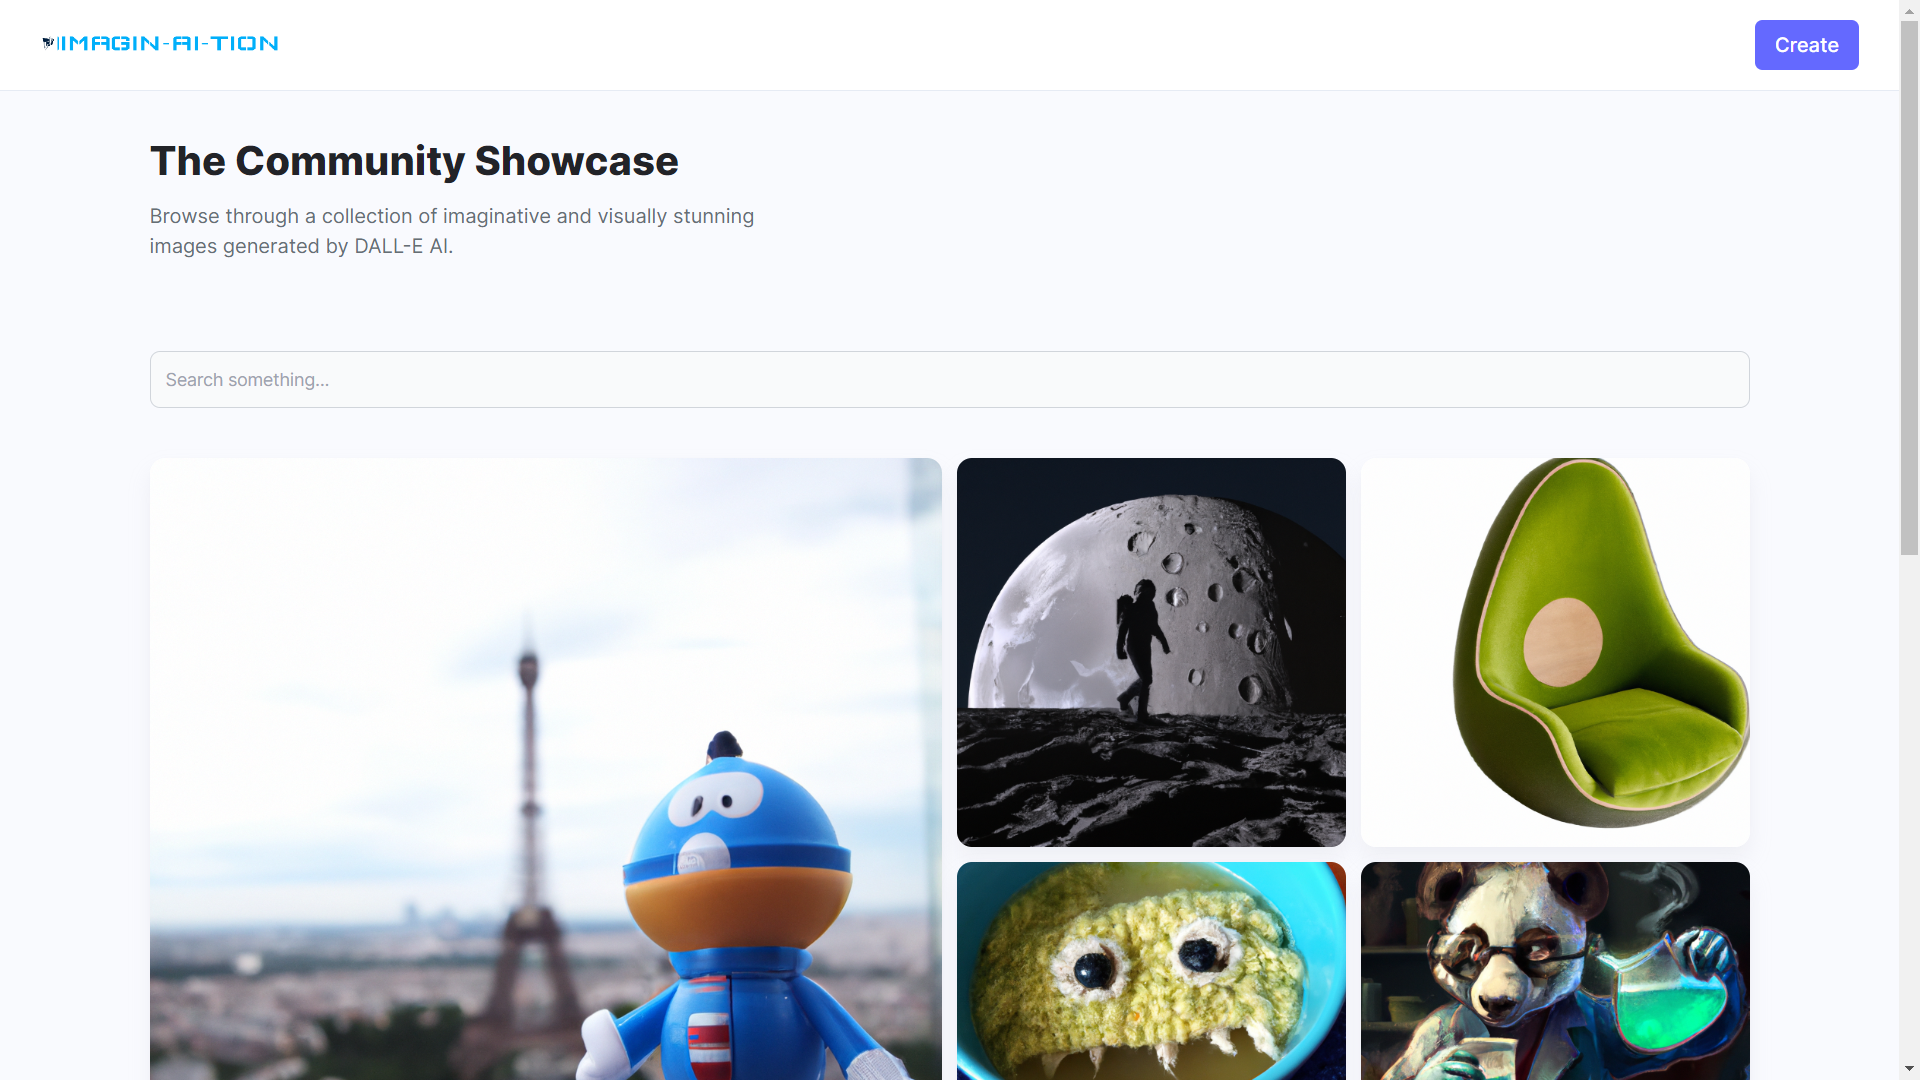 IMAGIN-AI-TION
Create
The Community Showcase
Browse through a collection of imaginative and visually stunning
images generated by DALL-E AI.
Search something...